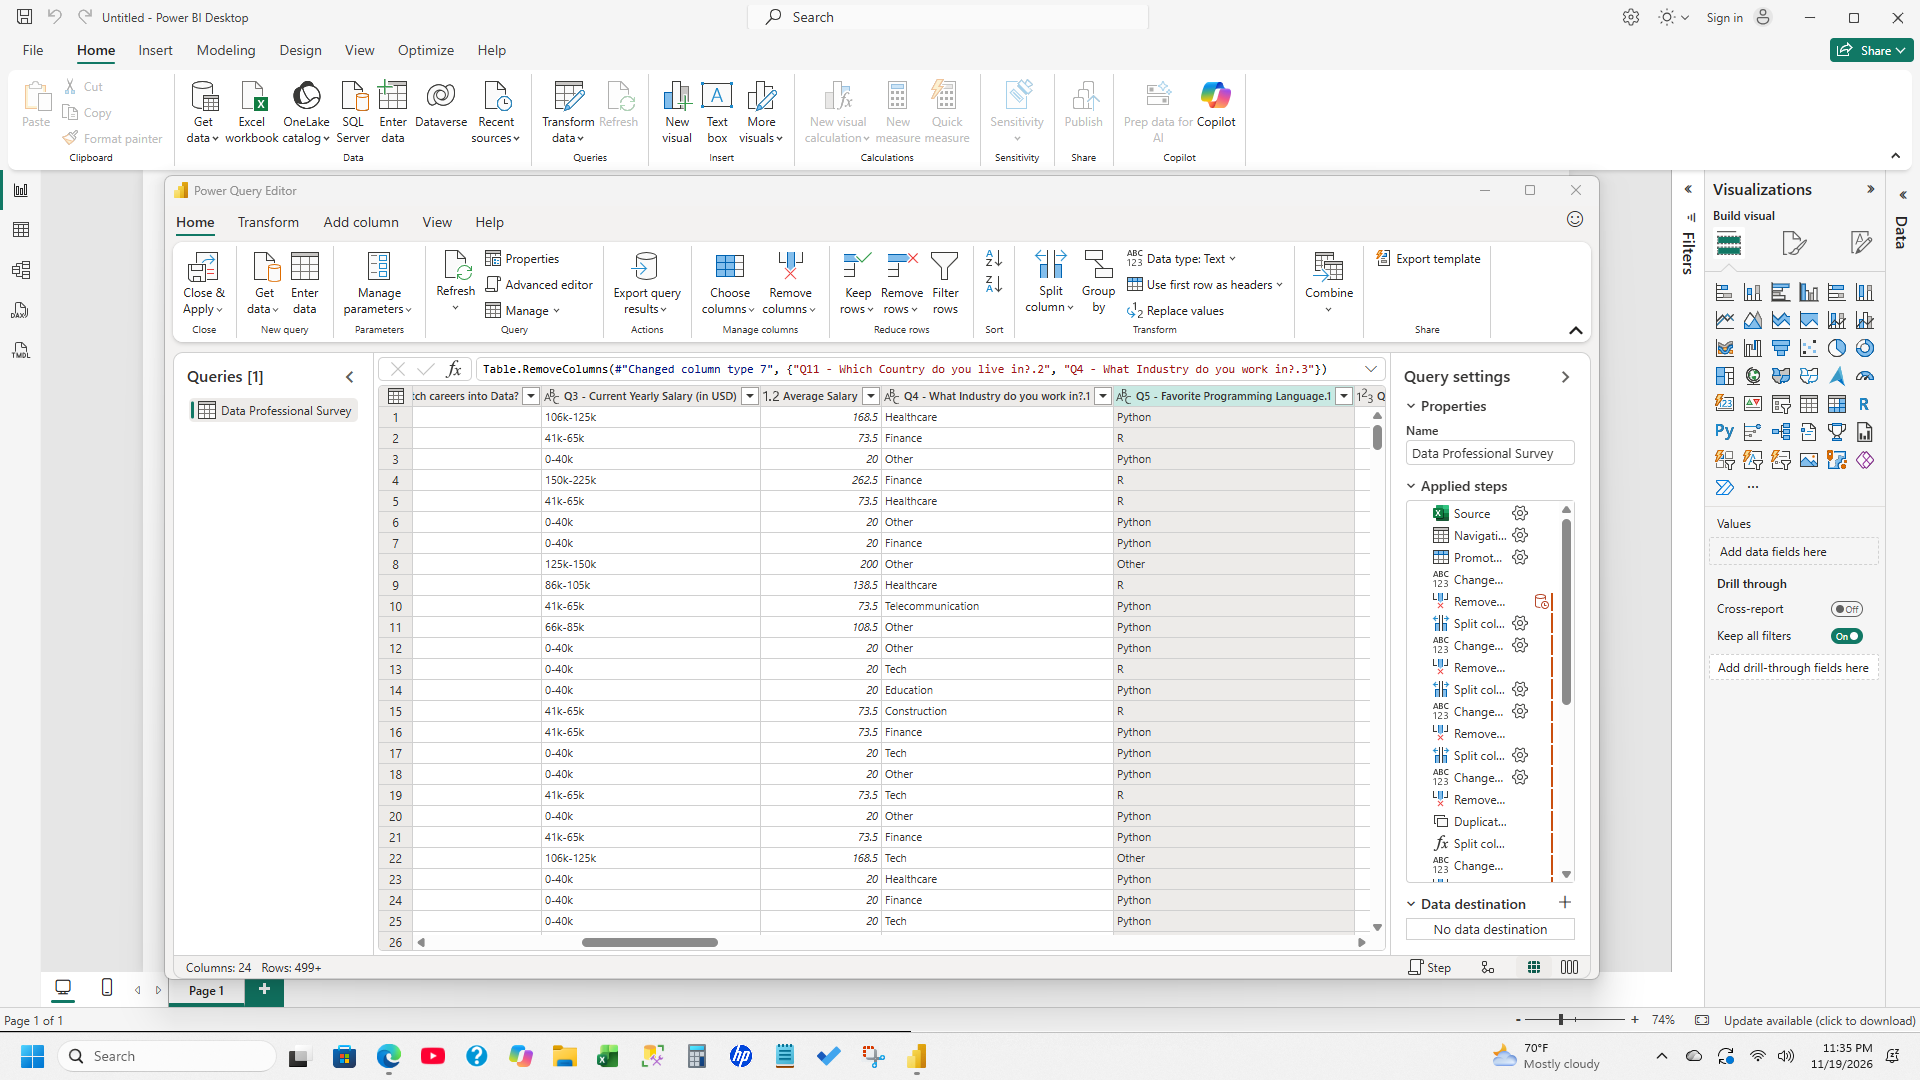 Untitled - Power BI Desktop
Search
Sign in
File Home Insert Modeling Design View Optimize Help
Share
Paste
Cut
Copy
Format painter
Clipboard
Get data
Excel workbook
OneLake catalog
SQL Server
Enter data
Dataverse
Recent sources
Data
Transform data
Refresh
Queries
New visual
Text box
More visuals
Insert
New visual calculation
New measure
Quick measure
Calculations
Sensitivity
Sensitivity
Publish
Share
Prep data for AI
Copilot
Copilot
Power Query Editor
Home Transform Add column View Help
Close & Apply
Close
Get data
Enter data
New query
Manage parameters
Parameters
Refresh
Properties
Advanced editor
Manage
Query
Export query results
Actions
Choose columns
Remove columns
Manage columns
Keep rows
Remove rows
Filter rows
Reduce rows
Sort
Split column
Group by
Data type: Text
Use first row as headers
Replace values
Transform
Combine
Export template
Share
Queries [1]
Data Professional Survey
Table.RemoveColumns(#"Changed column type 7", {"Q11 - Which Country do you live in?.2", "Q4 - What Industry do you work in?.3"})
tch careers into Data? Q3 - Current Yearly Salary (in USD) 1.2 Average Salary Q4 - What Industry do you work in?.1 Q5 - Favorite Programming Language.1 Q
1 106k-125k 168.5 Healthcare Python
2 41k-65k 73.5 Finance R
3 0-40k 20 Other Python
4 150k-225k 262.5 Finance R
5 41k-65k 73.5 Healthcare R
6 0-40k 20 Other Python
7 0-40k 20 Finance Python
8 125k-150k 200 Other Other
9 86k-105k 138.5 Healthcare R
10 41k-65k 73.5 Telecommunication Python
11 66k-85k 108.5 Other Python
12 0-40k 20 Other Python
13 0-40k 20 Tech R
14 0-40k 20 Education Python
15 41k-65k 73.5 Construction R
16 41k-65k 73.5 Finance Python
17 0-40k 20 Tech Python
18 0-40k 20 Other Python
19 41k-65k 73.5 Tech R
20 0-40k 20 Other Python
21 41k-65k 73.5 Finance Python
22 106k-125k 168.5 Tech Other
23 0-40k 20 Healthcare Python
24 0-40k 20 Finance Python
25 0-40k 20 Tech Python
26
Columns: 24 Rows: 499+
Step
Query settings
Properties
Name
Data Professional Survey
Applied steps
Source
Navigati...
Promot...
Change...
Remove...
Split col...
Change...
Remove...
Split col...
Change...
Remove...
Split col...
Change...
Remove...
Duplicat...
Split col...
Change...
Data destination
No data destination
Filters
Visualizations
Build visual
Values
Add data fields here
Drill through
Cross-report Off
Keep all filters On
Add drill-through fields here
Data
Page 1
Page 1 of 1
74%
Update available (click to download)
Search
70°F
Mostly cloudy
11:35 PM
11/19/2026